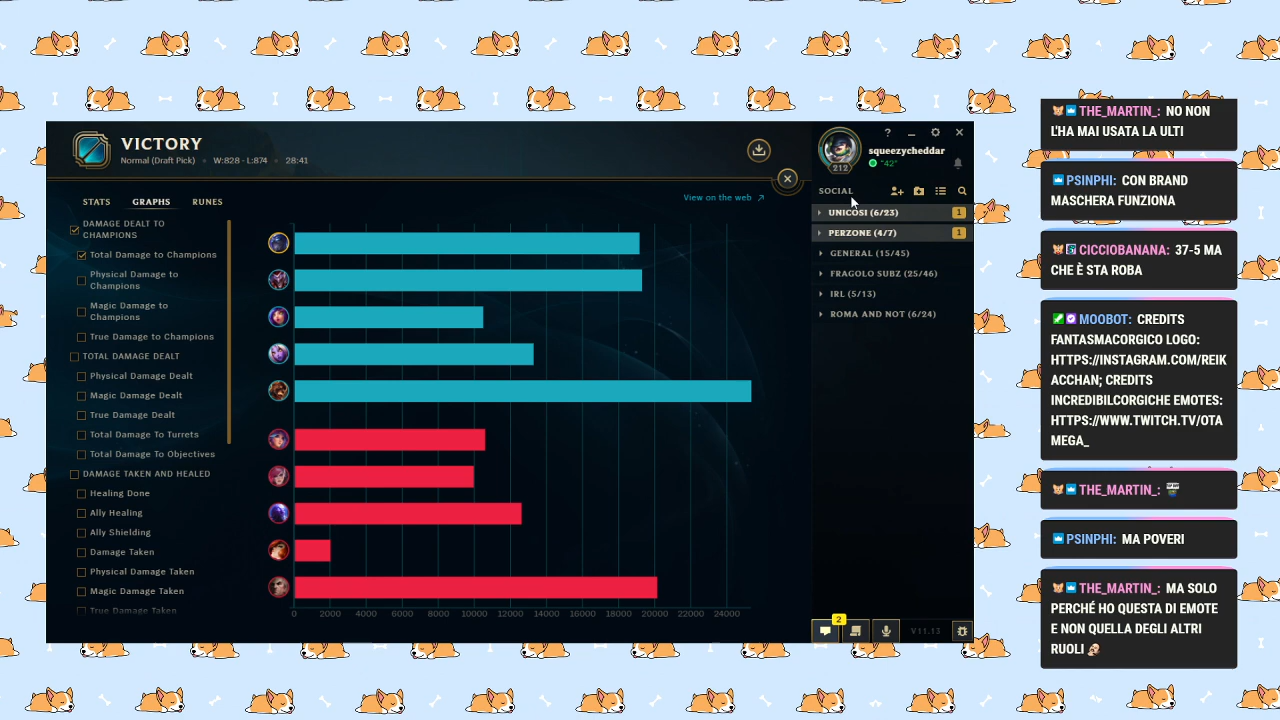 VICTORY
Normal (Draft Pick) • W:828 - L:874 • 28:41
STATS
GRAPHS
RUNES
View on the web
DAMAGE DEALT TO
CHAMPIONS
Total Damage to Champions
Physical Damage to
Champions
Magic Damage to
Champions
True Damage to Champions
TOTAL DAMAGE DEALT
Physical Damage Dealt
Magic Damage Dealt
True Damage Dealt
Total Damage To Turrets
Total Damage To Objectives
DAMAGE TAKEN AND HEALED
Healing Done
Ally Healing
Ally Shielding
Damage Taken
Physical Damage Taken
Magic Damage Taken
True Damage Taken
0 2000 4000 6000 8000 10000 12000 14000 16000 18000 20000 22000 24000
?
squeezycheddar
"42"
212
SOCIAL
UNICOSI (6/23) 1
PERZONE (4/7) 1
GENERAL (15/45)
FRAGOLO SUBZ (25/46)
IRL (5/13)
ROMA AND NOT (6/24)
2
V11.13
THE_MARTIN_: NO NON
L'HA MAI USATA LA ULTI
PSINPHI: CON BRAND
MASCHERA FUNZIONA
CICCIOBANANA: 37-5 MA
CHE È STA ROBA
MOOBOT: CREDITS
FANTASMACORGICO LOGO:
HTTPS://INSTAGRAM.COM/REIK
ACCHAN; CREDITS
INCREDIBILCORGICHE EMOTES:
HTTPS://WWW.TWITCH.TV/OTA
MEGA_
THE_MARTIN_:
PSINPHI: MA POVERI
THE_MARTIN_: MA SOLO
PERCHÉ HO QUESTA DI EMOTE
E NON QUELLA DEGLI ALTRI
RUOLI